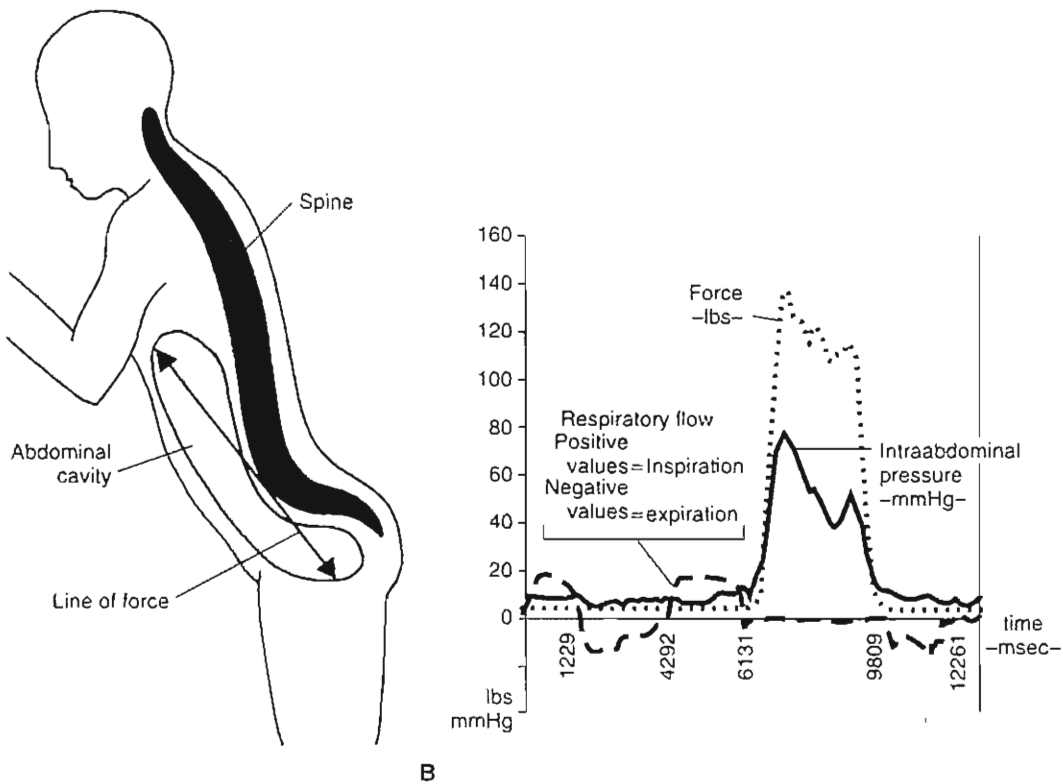 Spine
Abdominal
cavity
Line of force
160
140
120
100
80
60
40
20
0
Force
–lbs–
Respiratory flow
Positive
values=Inspiration
Negative
values=expiration
Intraabdominal
pressure
–mmHg–
time
–msec–
1229
4292
6131
9809
12261
lbs
mmHg
B